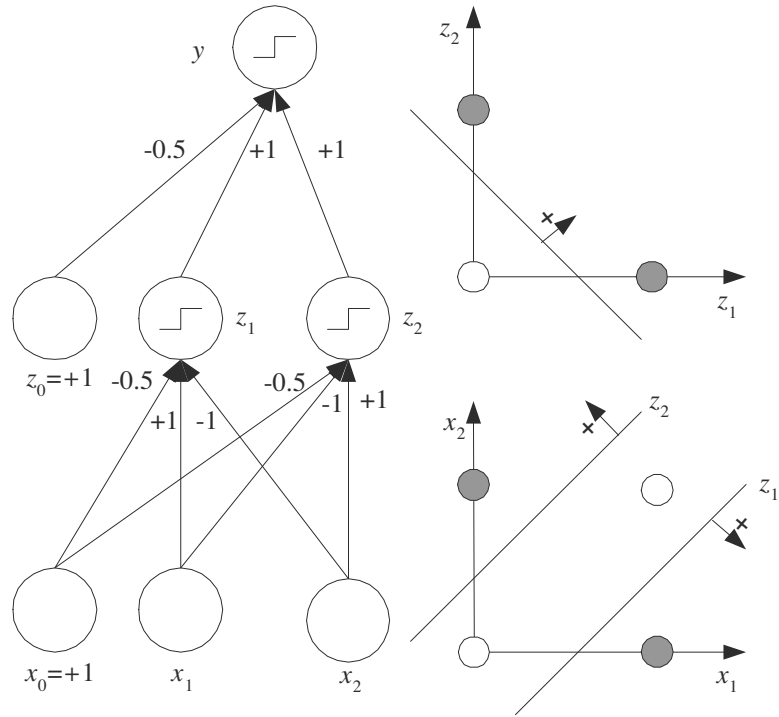 y
-0.5
+1
+1
z₀=+1
z₁
z₂
-0.5
+1
-1
-0.5
-1
+1
x₀=+1
x₁
x₂
z₂
+
z₁
x₂
+
z₂
z₁
+
x₁